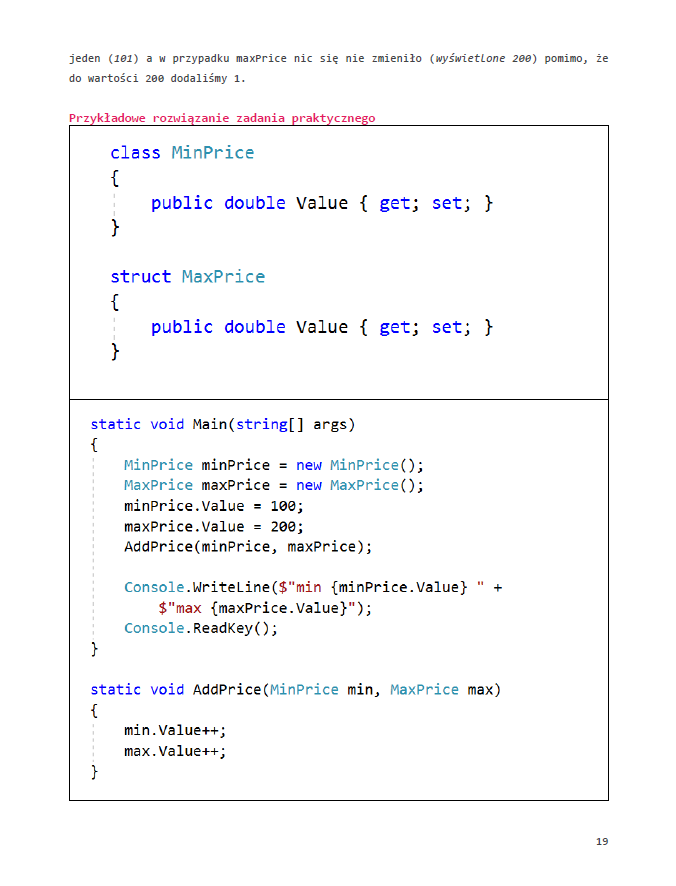 jeden (101) a w przypadku maxPrice nic się nie zmieniło (wyświetlone 200) pomimo, że
do wartości 200 dodaliśmy 1.
Przykładowe rozwiązanie zadania praktycznego
class MinPrice
{
    public double Value { get; set; }
}
struct MaxPrice
{
    public double Value { get; set; }
}
static void Main(string[] args)
{
    MinPrice minPrice = new MinPrice();
    MaxPrice maxPrice = new MaxPrice();
    minPrice.Value = 100;
    maxPrice.Value = 200;
    AddPrice(minPrice, maxPrice);
    Console.WriteLine($"min {minPrice.Value} " +
        $"max {maxPrice.Value}");
    Console.ReadKey();
}
static void AddPrice(MinPrice min, MaxPrice max)
{
    min.Value++;
    max.Value++;
}
19